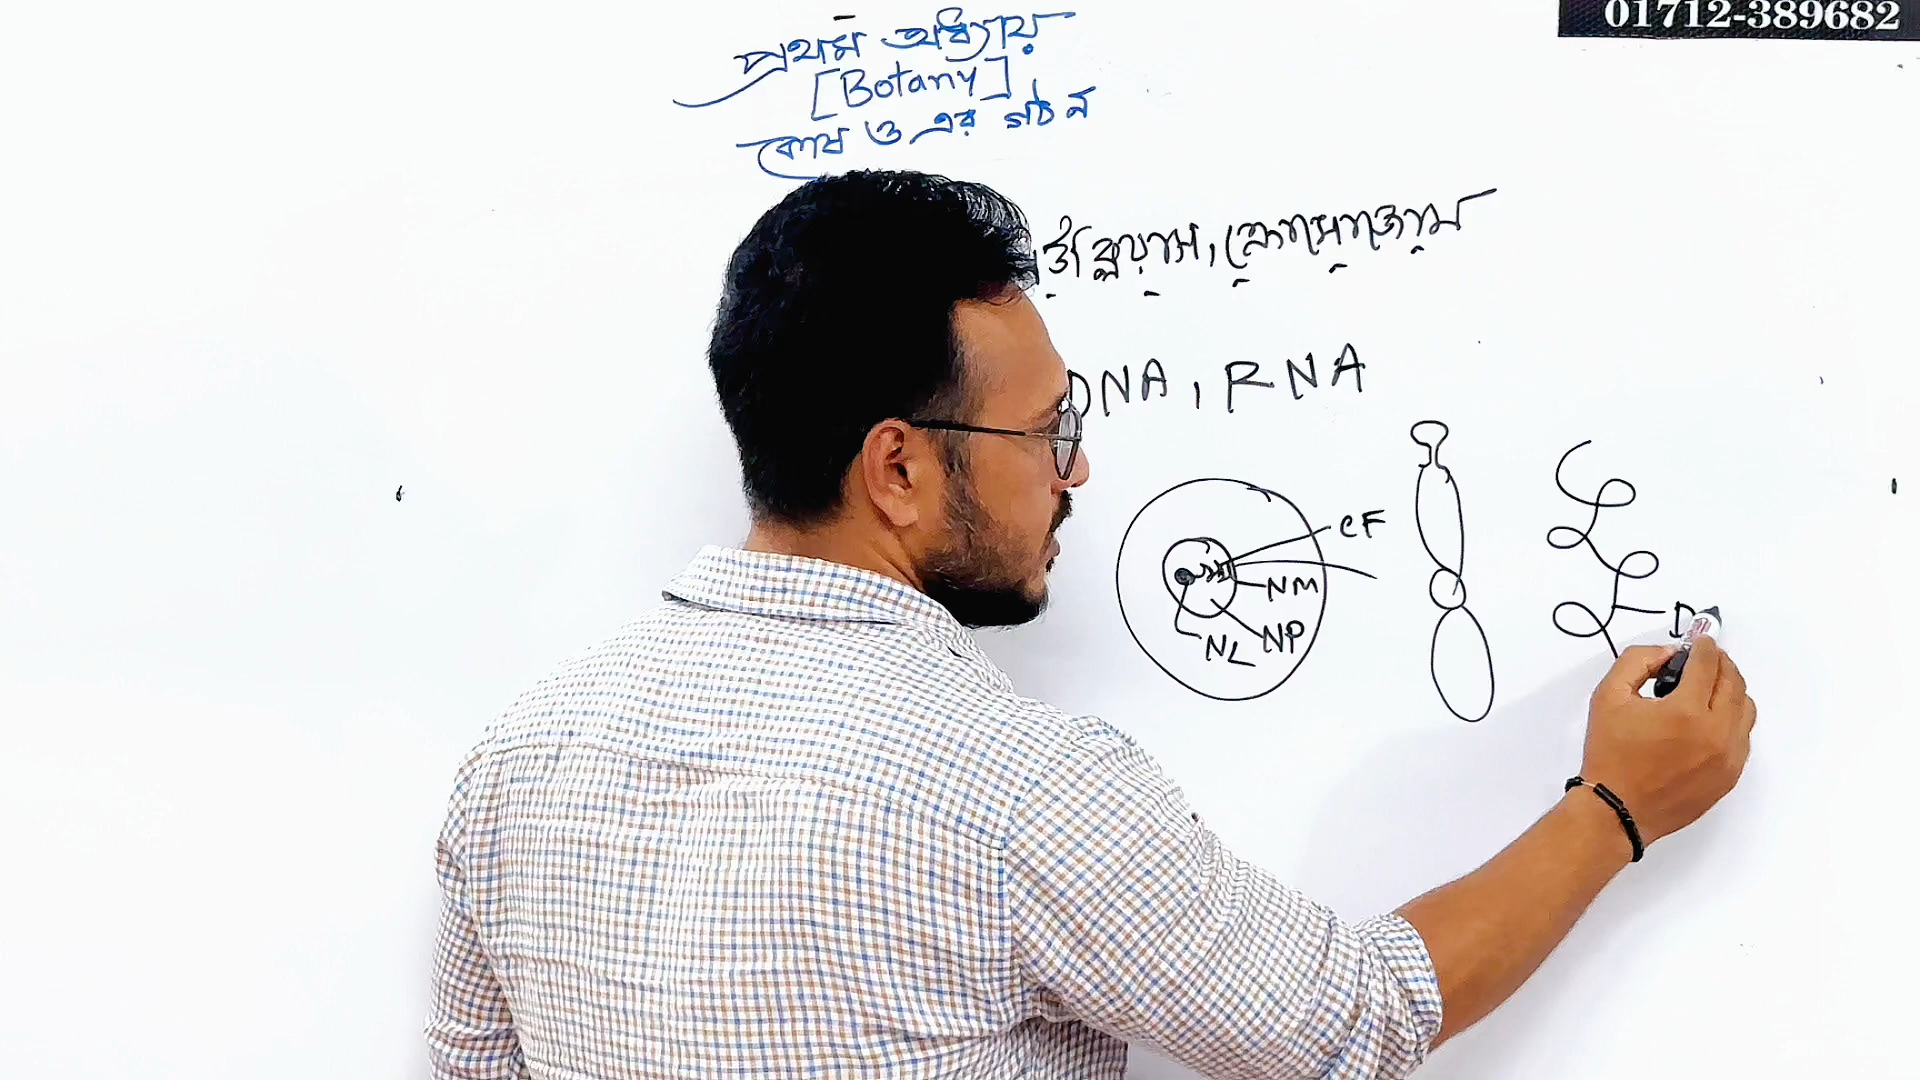 01712-389682
প্রথম অধ্যায়
[Botany]
কোষ ও এর গঠন
নিউক্লিয়াস, ক্রোমোজোম
DNA, RNA
CF
NM
NP
NL
D